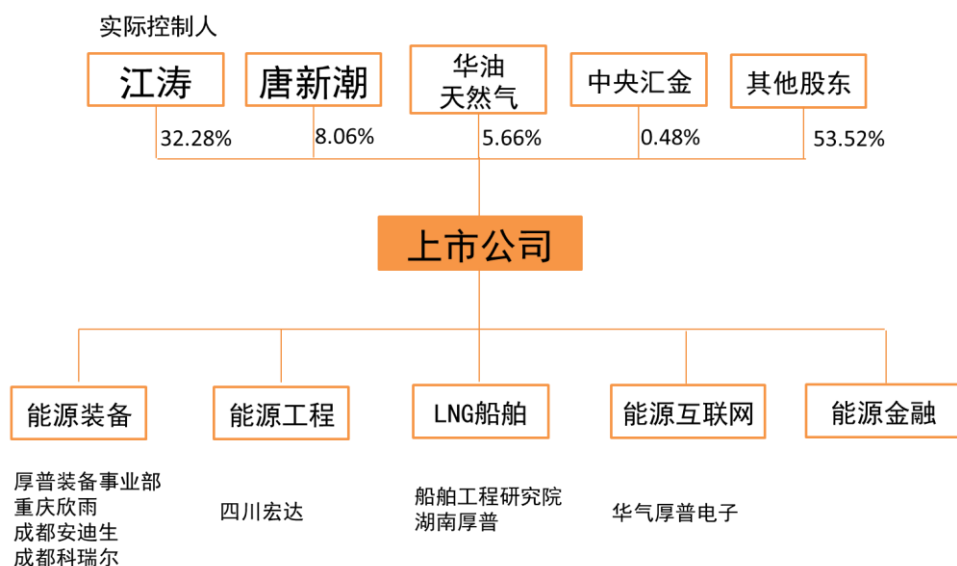 实际控制人
江涛
唐新潮
华油
天然气
中央汇金
其他股东
32.28%
8.06%
5.66%
0.48%
53.52%
上市公司
能源装备
能源工程
LNG船舶
能源互联网
能源金融
厚普装备事业部
重庆欣雨
成都安迪生
成都科瑞尔
四川宏达
船舶工程研究院
湖南厚普
华气厚普电子